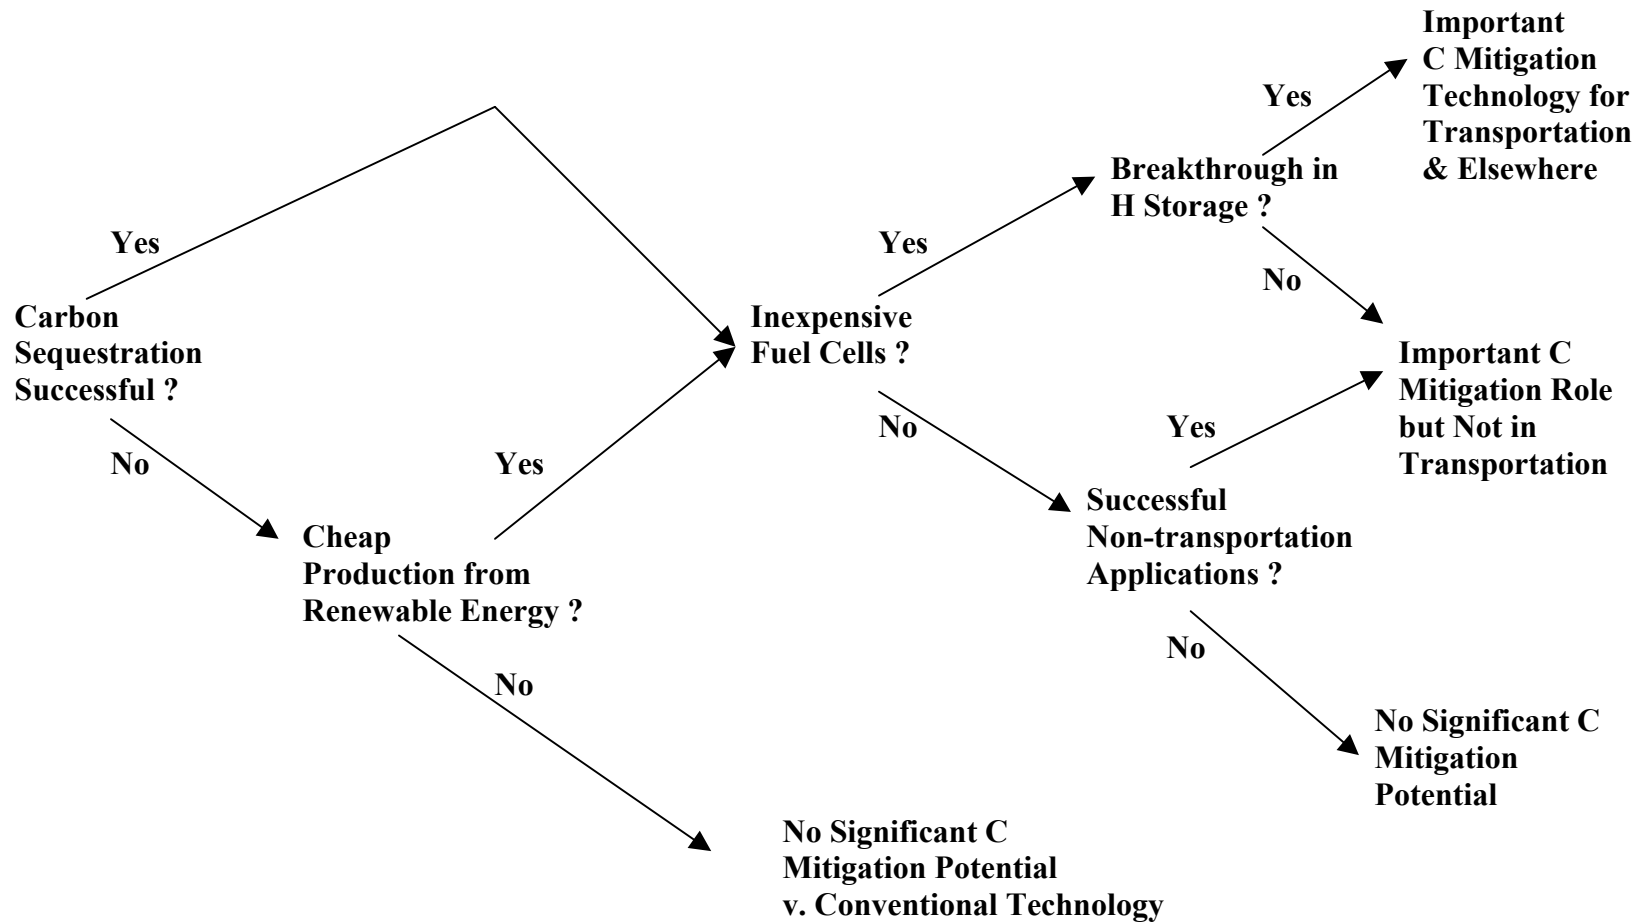 Important
C Mitigation
Technology for
Transportation
& Elsewhere
Yes
Breakthrough in
H Storage ?
Yes
Yes
No
Carbon
Sequestration
Successful ?
Inexpensive
Fuel Cells ?
Important C
Mitigation Role
but Not in
Transportation
No
Yes
No
Yes
Successful
Non-transportation
Applications ?
Cheap
Production from
Renewable Energy ?
No
No
No Significant C
Mitigation
Potential
No Significant C
Mitigation Potential
v. Conventional Technology